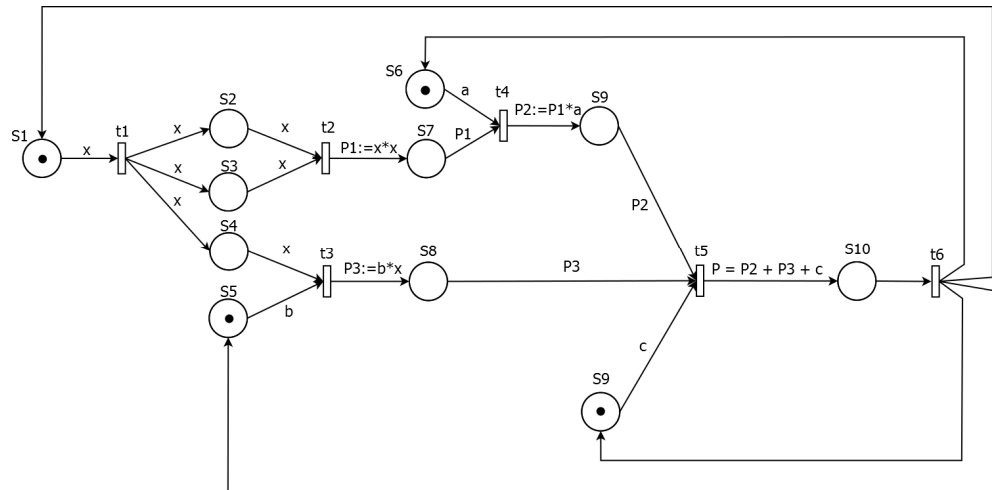 S1
x
t1
x
x
x
S2
S3
S4
S5
x
x
x
b
t2
t3
P1:=x*x
P3:=b*x
S6
S7
S8
a
P1
t4
P2:=P1*a
S9
P2
P3
c
S9
t5
P = P2 + P3 + c
S10
t6